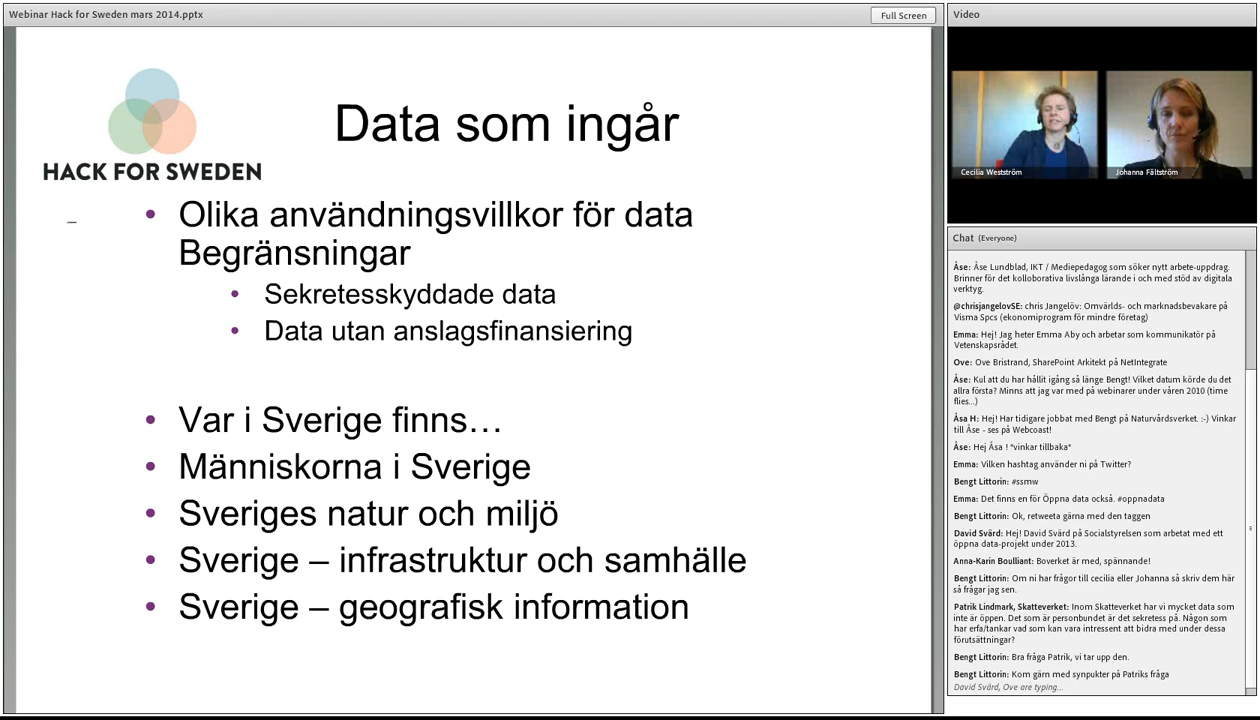 Webinar Hack for Sweden mars 2014.pptx
Full Screen
HACK FOR SWEDEN
Data som ingår
• Olika användningsvillkor för data
Begränsningar
• Sekretesskyddade data
• Data utan anslagsfinansiering
• Var i Sverige finns…
• Människorna i Sverige
• Sveriges natur och miljö
• Sverige – infrastruktur och samhälle
• Sverige – geografisk information
Video
Cecilia Westström
Johanna Fältström
Chat (Everyone)
Åse: Åse Lundblad, IKT / Mediepedagog som söker nytt arbete-uppdrag.
Brinner för det kolloborativa livslånga lärande i och med stöd av digitala
verktyg.
@chrisjangelovSE: chris Jangelöv: Omvärlds- och marknadsbevakare på
Visma Spcs (ekonomiprogram för mindre företag)
Emma: Hej! Jag heter Emma Aby och arbetar som kommunikatör på
Vetenskapsrådet.
Ove: Ove Bristrand, SharePoint Arkitekt på NetIntegrate
Åse: Kul att du har hållit igång så länge Bengt! Vilket datum körde du det
allra första? Minns att jag var med på webinarer under våren 2010 (time
flies...)
Åsa H: Hej! Har tidigare jobbat med Bengt på Naturvårdsverket. :-) Vinkar
till Åse - ses på Webcoast!
Åse: Hej Åsa ! *vinkar tillbaka*
Emma: Vilken hashtag använder ni på Twitter?
Bengt Littorin: #ssmw
Emma: Det finns en för Öppna data också. #oppnadata
Bengt Littorin: Ok, retweeta gärna med den taggen
David Svärd: Hej! David Svärd på Socialstyrelsen som arbetat med ett
öppna data-projekt under 2013.
Anna-Karin Boulliant: Boverket är med, spännande!
Bengt Littorin: Om ni har frågor till cecilia eller Johanna så skriv dem här
så frågar jag sen.
Patrik Lindmark, Skatteverket: Inom Skatteverket har vi mycket data som
inte är öppen. Det som är personbundet är det sekretess på. Någon som
har erfa/tankar vad som kan vara intressent att bidra med under dessa
förutsättningar?
Bengt Littorin: Bra fråga Patrik, vi tar upp den.
Bengt Littorin: Kom gärn med synpukter på Patriks fråga
David Svärd, Ove are typing...